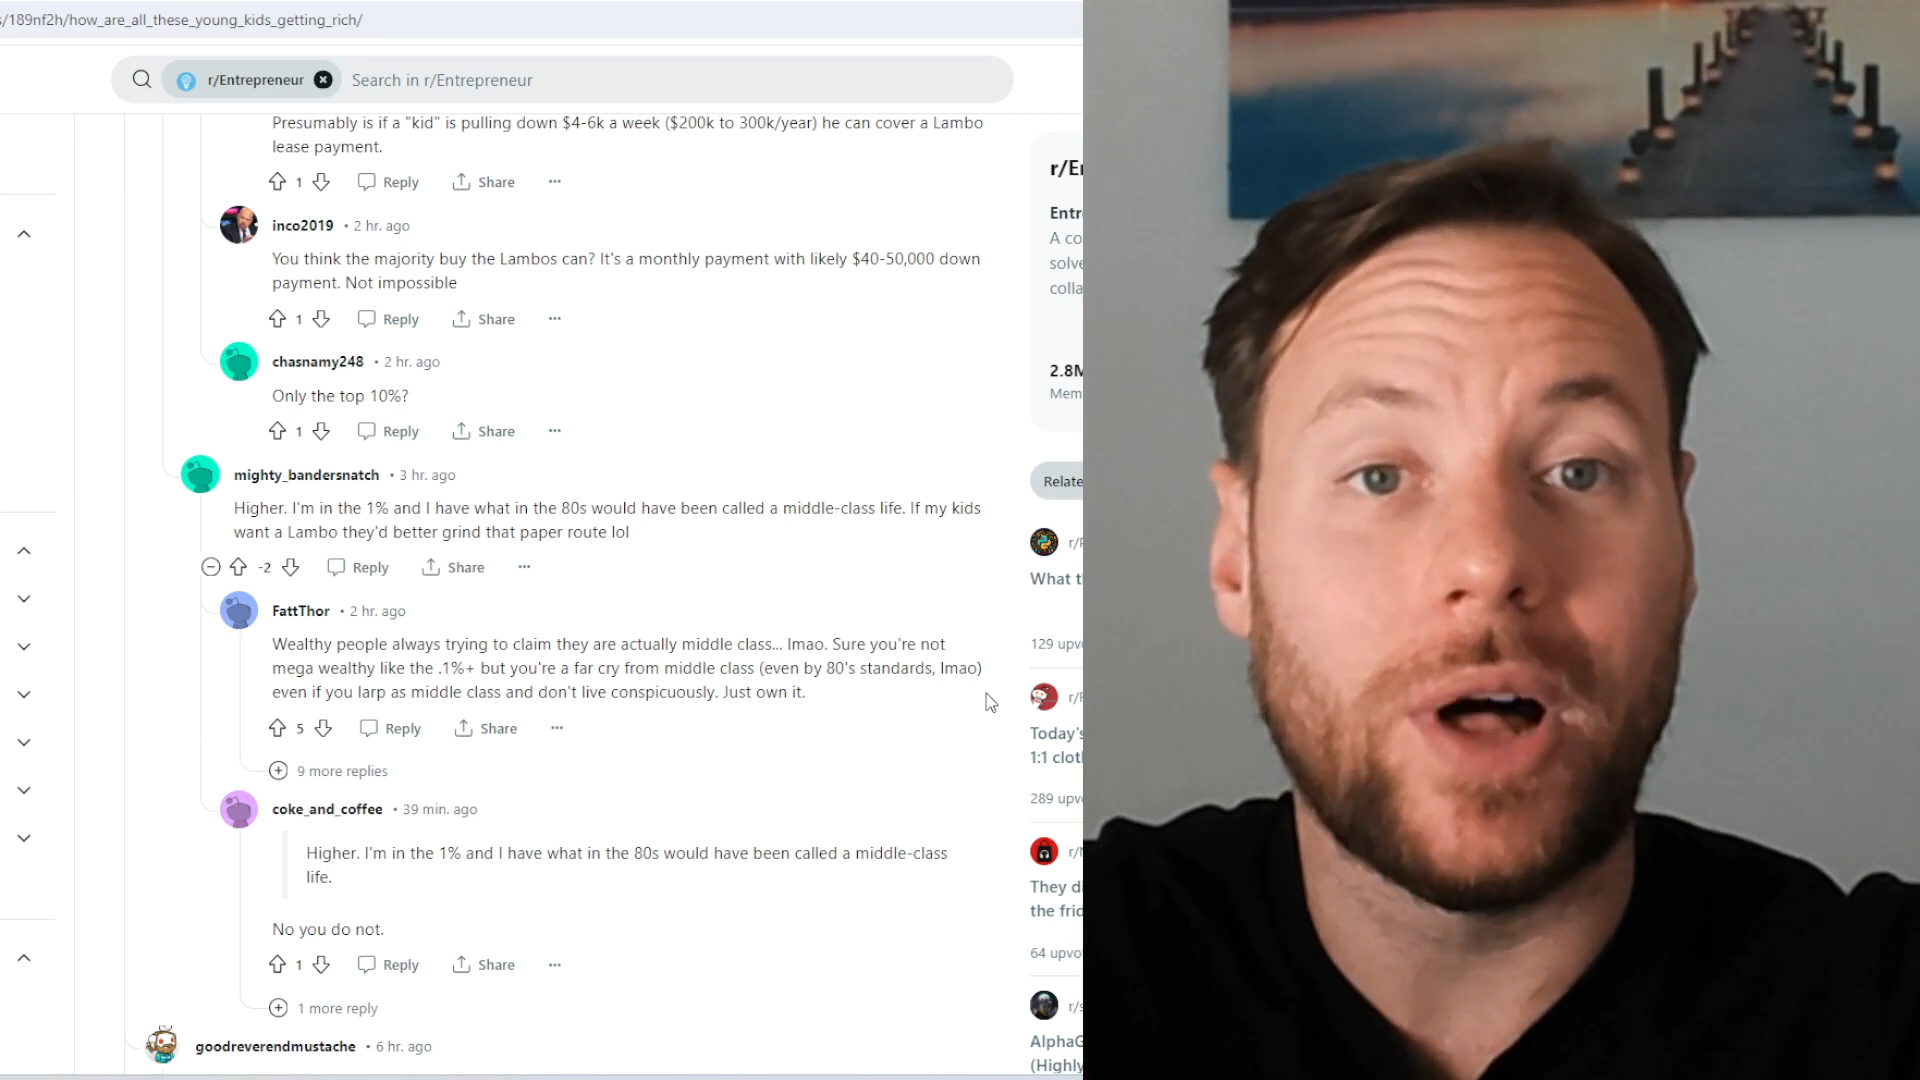 s/189nf2h/how_are_all_these_young_kids_getting_rich/
r/Entrepreneur Search in r/Entrepreneur
Presumably is if a "kid" is pulling down $4-6k a week ($200k to 300k/year) he can cover a Lambo
lease payment.
1 Reply Share
inco2019 • 2 hr. ago
You think the majority buy the Lambos can? It's a monthly payment with likely $40-50,000 down
payment. Not impossible
1 Reply Share
chasnamy248 • 2 hr. ago
Only the top 10%?
1 Reply Share
mighty_bandersnatch • 3 hr. ago
Higher. I'm in the 1% and I have what in the 80s would have been called a middle-class life. If my kids
want a Lambo they'd better grind that paper route lol
-2 Reply Share
FattThor • 2 hr. ago
Wealthy people always trying to claim they are actually middle class... lmao. Sure you're not
mega wealthy like the .1%+ but you're a far cry from middle class (even by 80's standards, lmao)
even if you larp as middle class and don't live conspicuously. Just own it.
5 Reply Share
9 more replies
coke_and_coffee • 39 min. ago
Higher. I'm in the 1% and I have what in the 80s would have been called a middle-class
life.
No you do not.
1 Reply Share
1 more reply
goodreverendmustache • 6 hr. ago
r/En
Entr
A co
solve
colla
2.8M
Mem
Relate
r/F
What t
129 upv
r/F
Today's
1:1 clot
289 upv
r/
They d
the frid
64 upvo
r/s
AlphaG
(Highly